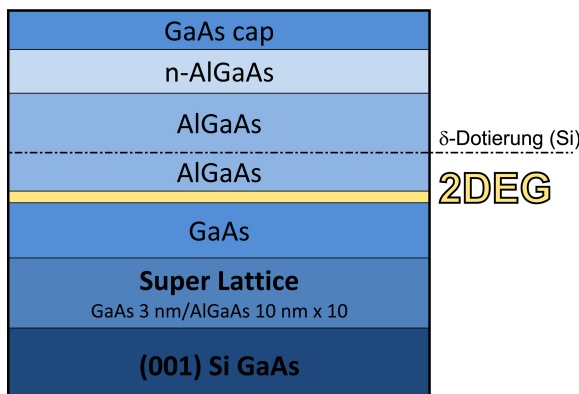 GaAs cap
n-AlGaAs
AlGaAs
δ-Dotierung (Si)
AlGaAs
2DEG
GaAs
Super Lattice
GaAs 3 nm/AlGaAs 10 nm x 10
(001) Si GaAs